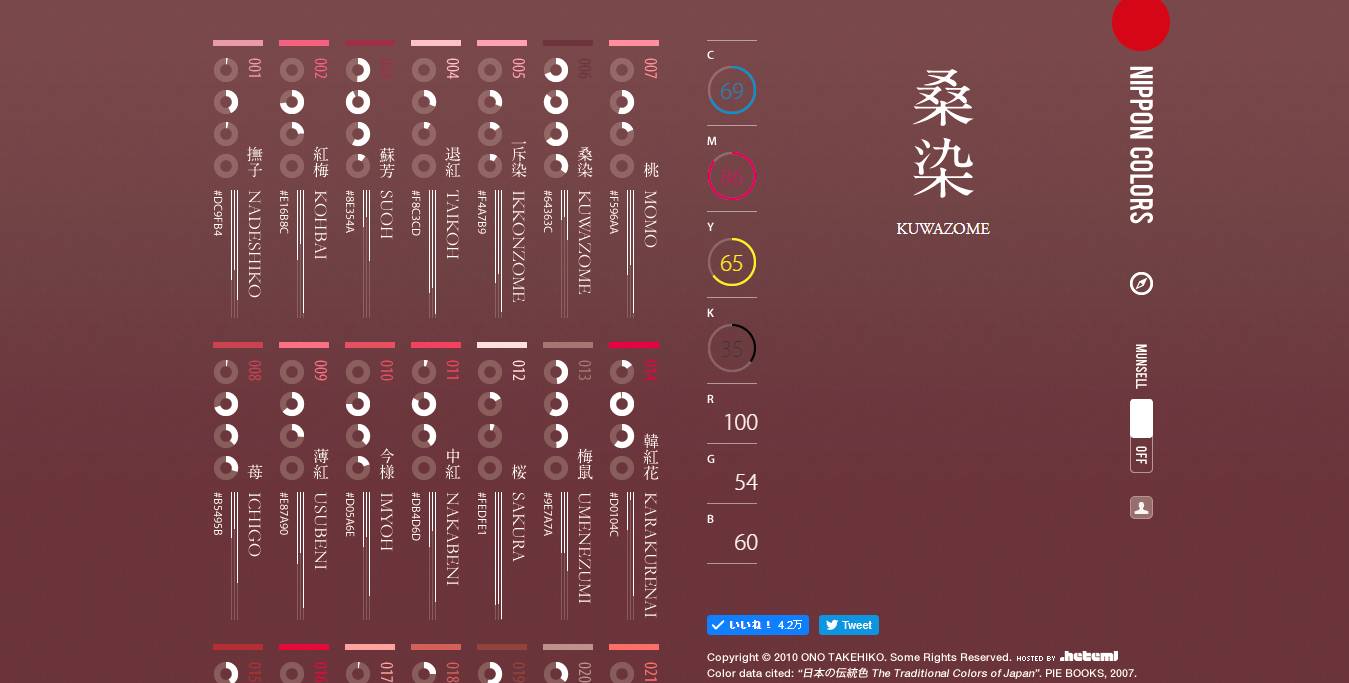 001
撫子
NADESHIKO
#DC9FB4
002
紅梅
KOHBAI
#E16B8C
003
蘇芳
SUOH
#8E354A
004
退紅
TAIKOH
#F8C3CD
005
一斥染
IKKONZOME
#F4A7B9
006
桑染
KUWAZOME
#64363C
007
桃
MOMO
#F596AA
008
苺
ICHIGO
#B5495B
009
薄紅
USUBENI
#E87A90
010
今様
IMYOH
#D05A6E
011
中紅
NAKABENI
#DB4D6D
012
桜
SAKURA
#FEDFE1
013
梅鼠
UMENEZUMI
#9E7A7A
014
韓紅花
KARAKURENAI
#D0104C
015
016
017
018
019
020
021
C
69
M
86
Y
65
K
35
R
100
G
54
B
60
桑染
KUWAZOME
NIPPON COLORS
MUNSELL
OFF
いいね！ 4.2万
Tweet
Copyright © 2010 ONO TAKEHIKO. Some Rights Reserved. HOSTED BY .heteml
Color data cited: “日本の伝統色 The Traditional Colors of Japan”. PIE BOOKS, 2007.